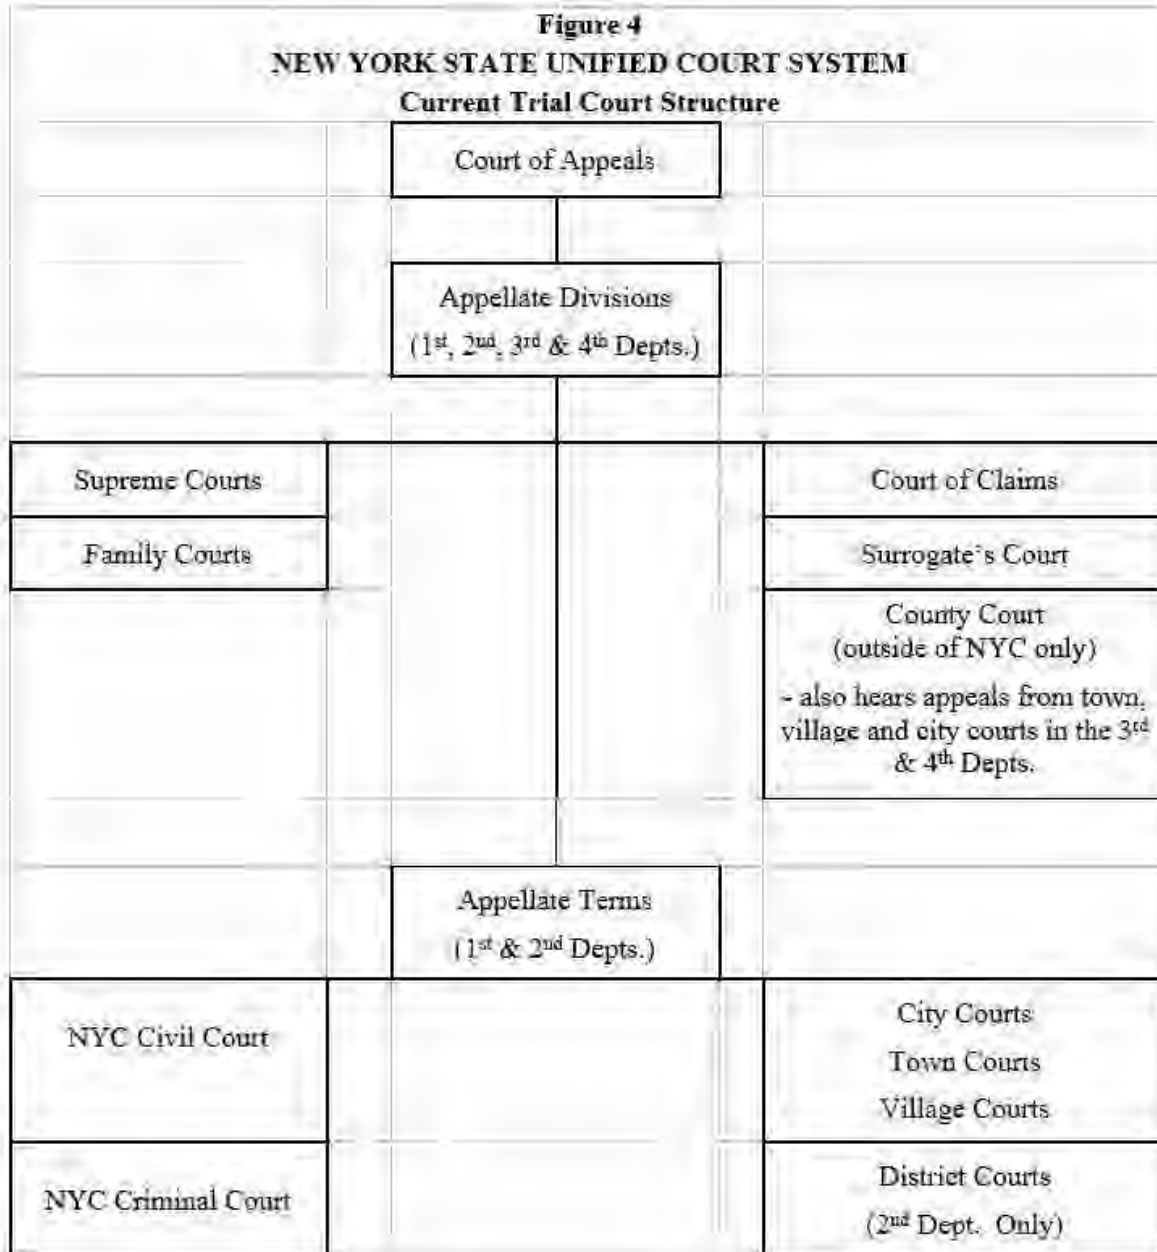 Figure 4
NEW YORK STATE UNIFIED COURT SYSTEM
Current Trial Court Structure
Court of Appeals
Appellate Divisions
(1st, 2nd, 3rd & 4th Depts.)
Supreme Courts
Court of Claims
Family Courts
Surrogate's Court
County Court
(outside of NYC only)
- also hears appeals from town,
village and city courts in the 3rd
& 4th Depts.
Appellate Terms
(1st & 2nd Depts.)
NYC Civil Court
City Courts
Town Courts
Village Courts
NYC Criminal Court
District Courts
(2nd Dept. Only)